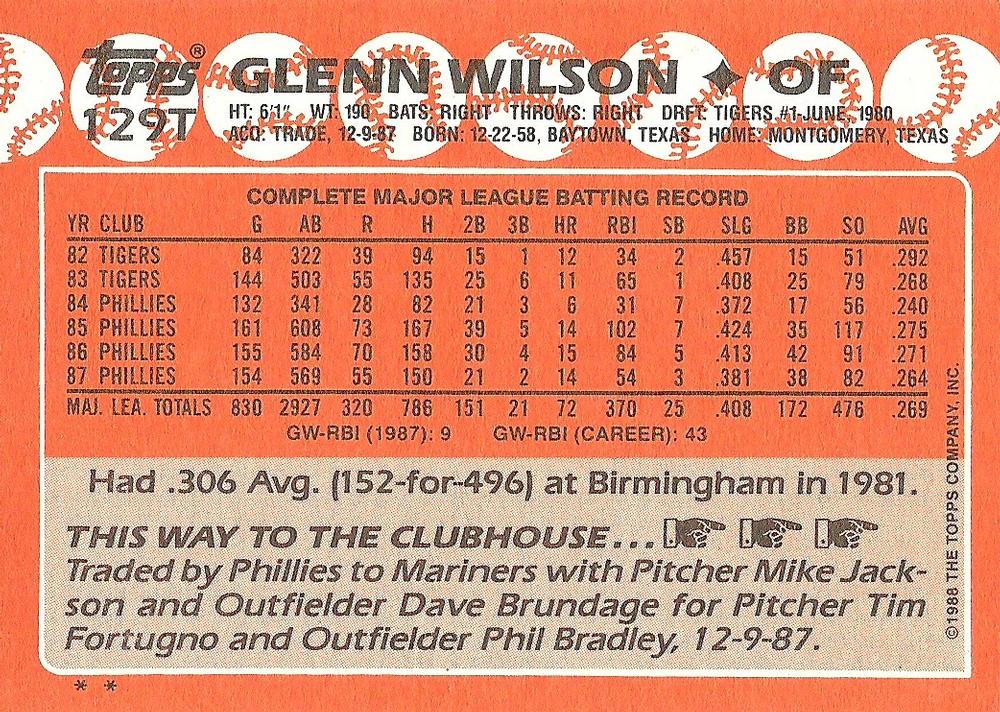 topps® GLENN WILSON ◆ OF
129T
HT: 6'1" WT: 190 BATS: RIGHT THROWS: RIGHT DRFT: TIGERS #1-JUNE, 1980
ACQ: TRADE, 12-9-87 BORN: 12-22-58, BAYTOWN, TEXAS HOME: MONTGOMERY, TEXAS
COMPLETE MAJOR LEAGUE BATTING RECORD
YR CLUB G AB R H 2B 3B HR RBI SB SLG BB SO AVG
82 TIGERS 84 322 39 94 15 1 12 34 2 .457 15 51 .292
83 TIGERS 144 503 55 135 25 6 11 65 1 .408 25 79 .268
84 PHILLIES 132 341 28 82 21 3 6 31 7 .372 17 56 .240
85 PHILLIES 161 608 73 167 39 5 14 102 7 .424 35 117 .275
86 PHILLIES 155 584 70 158 30 4 15 84 5 .413 42 91 .271
87 PHILLIES 154 569 55 150 21 2 14 54 3 .381 38 82 .264
MAJ. LEA. TOTALS 830 2927 320 786 151 21 72 370 25 .408 172 476 .269
GW-RBI (1987): 9 GW-RBI (CAREER): 43
Had .306 Avg. (152-for-496) at Birmingham in 1981.
THIS WAY TO THE CLUBHOUSE...
Traded by Phillies to Mariners with Pitcher Mike Jack-
son and Outfielder Dave Brundage for Pitcher Tim
Fortugno and Outfielder Phil Bradley, 12-9-87.
©1988 THE TOPPS COMPANY, INC.
* *